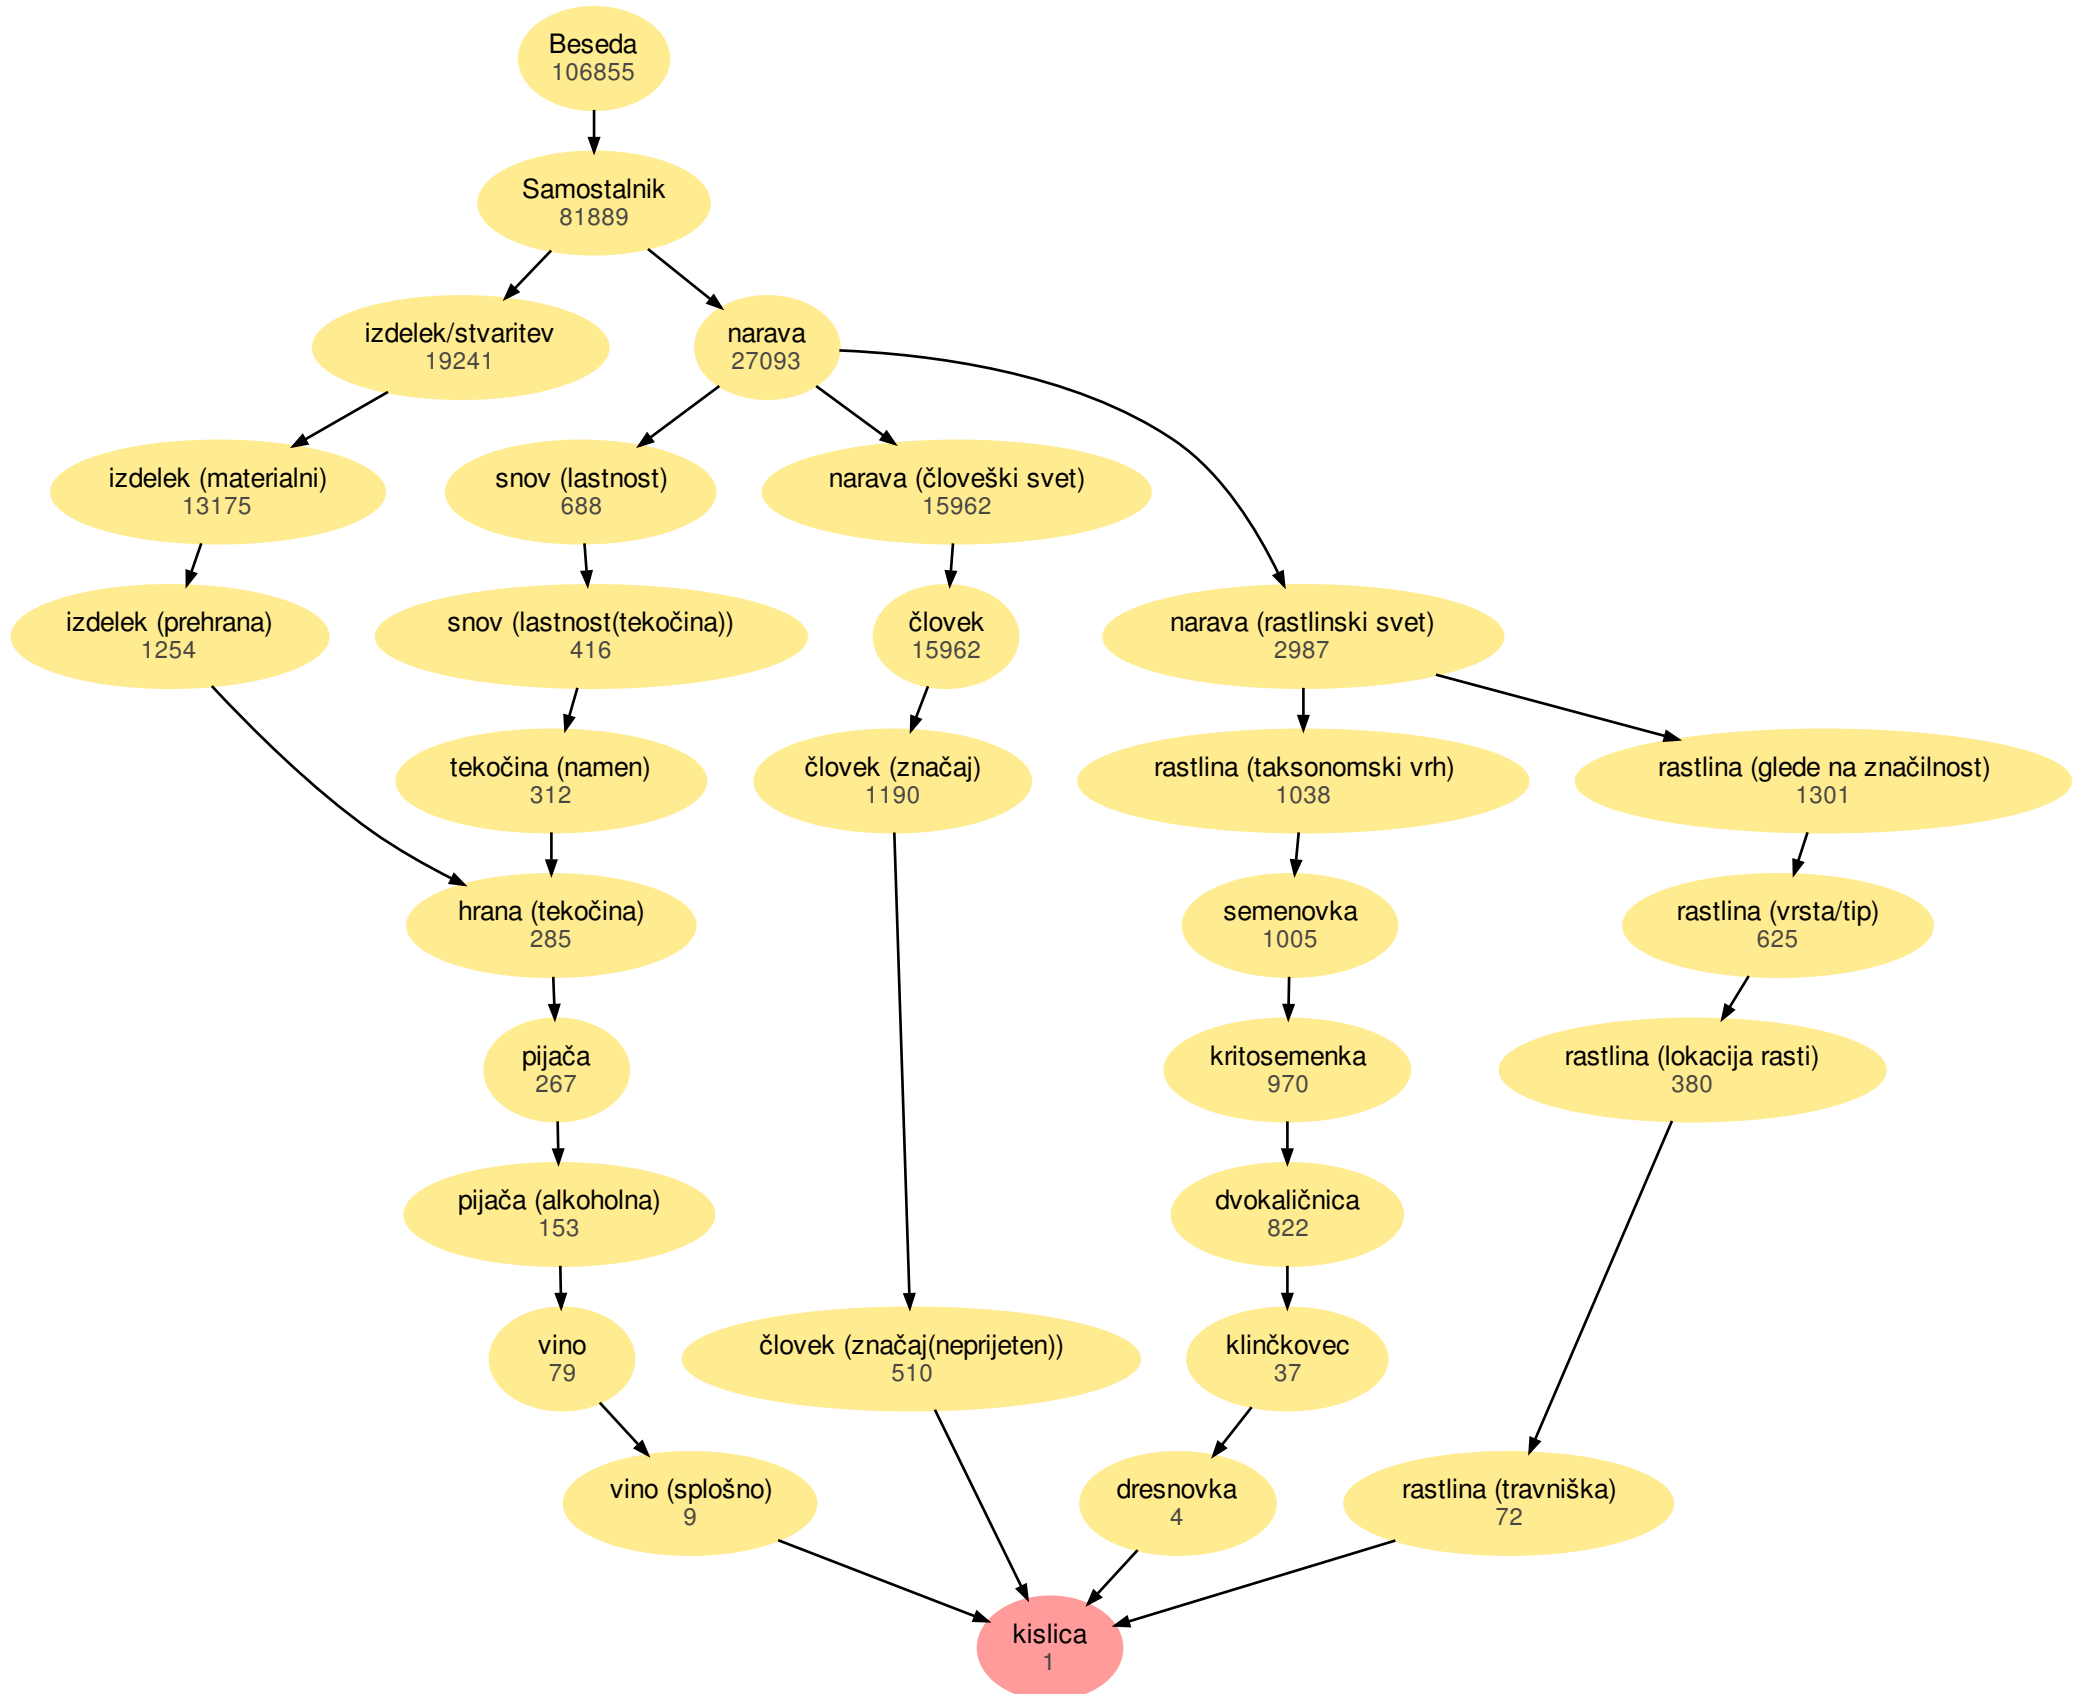 Beseda
106855
Samostalnik
81889
izdelek/stvaritev
19241
narava
27093
izdelek (materialni)
13175
snov (lastnost)
688
narava (človeški svet)
15962
izdelek (prehrana)
1254
snov (lastnost(tekočina))
416
človek
15962
narava (rastlinski svet)
2987
tekočina (namen)
312
človek (značaj)
1190
rastlina (taksonomski vrh)
1038
rastlina (glede na značilnost)
1301
hrana (tekočina)
285
semenovka
1005
rastlina (vrsta/tip)
625
pijača
267
kritosemenka
970
rastlina (lokacija rasti)
380
pijača (alkoholna)
153
dvokaličnica
822
vino
79
človek (značaj(neprijeten))
510
klinčkovec
37
vino (splošno)
9
dresnovka
4
rastlina (travniška)
72
kislica
1